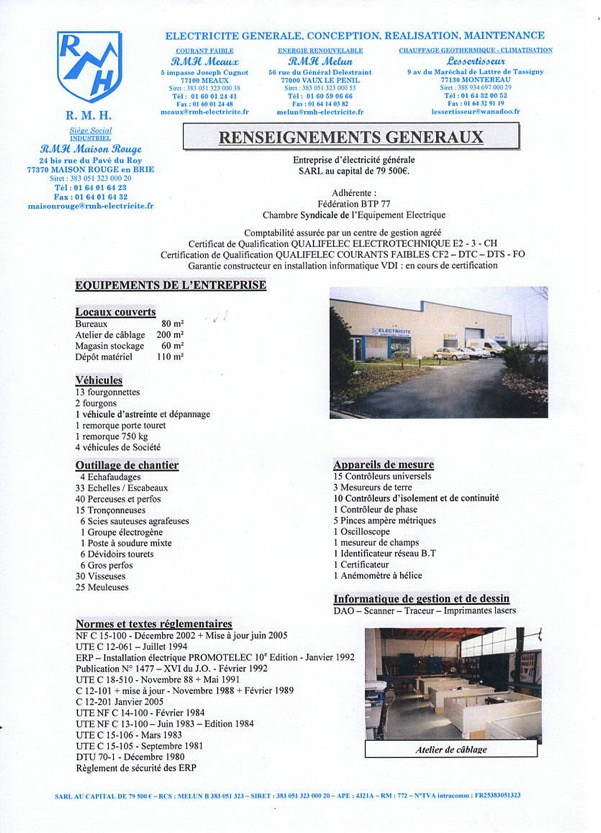 ELECTRICITE GENERALE, CONCEPTION, REALISATION, MAINTENANCE
RMH
R. M. H.
COURANT FAIBLE
RMH Meaux
5 impasse Joseph Cugnot
77100 MEAUX
Siret : 383 051 323 000 38
Tél : 01 60 01 24 41
Fax : 01 60 01 24 48
meaux@rmh-electricite.fr
ENERGIE RENOUVELABLE
RMH Melun
56 rue du Général Delestraint
77000 VAUX LE PENIL
Siret : 383 051 323 000 53
Tél : 01 60 59 06 66
Fax : 01 64 14 03 82
melun@rmh-electricite.fr
CHAUFFAGE GEOTHERMIQUE - CLIMATISATION
Lessertisseur
9 av du Maréchal de Lattre de Tassigny
77130 MONTEREAU
Siret : 388 934 697 000 29
Tél : 01 64 32 00 52
Fax : 01 64 32 91 19
lessertisseur@wanadoo.fr
Siège Social
INDUSTRIEL
RMH Maison Rouge
24 bis rue du Pavé du Roy
77370 MAISON ROUGE en BRIE
Siret : 383 051 323 000 20
Tél : 01 64 01 64 23
Fax : 01 64 01 64 32
maisonrouge@rmh-electricite.fr
RENSEIGNEMENTS GENERAUX
Entreprise d'électricité générale
SARL au capital de 79 500€.
Adhérente :
Fédération BTP 77
Chambre Syndicale de l'Equipement Electrique
Comptabilité assurée par un centre de gestion agréé
Certificat de Qualification QUALIFELEC ELECTROTECHNIQUE E2 - 3 - CH
Certification de Qualification QUALIFELEC COURANTS FAIBLES CF2 – DTC – DTS - FO
Garantie constructeur en installation informatique VDI : en cours de certification
EQUIPEMENTS DE L'ENTREPRISE
Locaux couverts
Bureaux 80 m²
Atelier de câblage 200 m²
Magasin stockage 60 m²
Dépôt matériel 110 m²
ELECTRICITE
Véhicules
13 fourgonnettes
2 fourgons
1 véhicule d'astreinte et dépannage
1 remorque porte touret
1 remorque 750 kg
4 véhicules de Société
Outillage de chantier
4 Echafaudages
33 Echelles / Escabeaux
40 Perceuses et perfos
15 Tronçonneuses
6 Scies sauteuses agrafeuses
1 Groupe électrogène
1 Poste à soudure mixte
6 Dévidoirs tourets
6 Gros perfos
30 Visseuses
25 Meuleuses
Appareils de mesure
15 Contrôleurs universels
3 Mesureurs de terre
10 Contrôleurs d'isolement et de continuité
1 Contrôleur de phase
5 Pinces ampère métriques
1 Oscilloscope
1 mesureur de champs
1 Identificateur réseau B.T
1 Certificateur
1 Anémomètre à hélice
Informatique de gestion et de dessin
DAO – Scanner – Traceur – Imprimantes lasers
Normes et textes réglementaires
NF C 15-100 - Décembre 2002 + Mise à jour juin 2005
UTE C 12-061 – Juillet 1994
ERP – Installation électrique PROMOTELEC 10e Edition - Janvier 1992
Publication N° 1477 – XVI du J.O. - Février 1992
UTE C 18-510 - Novembre 88 + Mai 1991
C 12-101 + mise à jour - Novembre 1988 + Février 1989
C 12-201 Janvier 2005
UTE NF C 14-100 - Février 1984
UTE NF C 13-100 – Juin 1983 – Edition 1984
UTE C 15-106 - Mars 1983
UTE C 15-105 - Septembre 1981
DTU 70-1 - Décembre 1980
Règlement de sécurité des ERP
Atelier de câblage
SARL AU CAPITAL DE 79 500 € – RCS : MELUN B 383 051 323 – SIRET : 383 051 323 000 20 – APE : 4321A – RM : 772 – N°TVA intracomm : FR25383051323